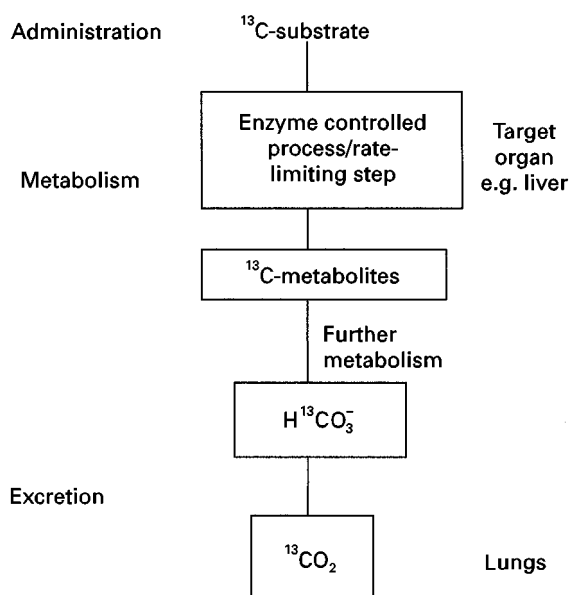 Administration
¹³C-substrate
Enzyme controlled
process/rate-
limiting step
Target
organ
e.g. liver
Metabolism
¹³C-metabolites
Further
metabolism
H¹³CO₃⁻
Excretion
¹³CO₂
Lungs